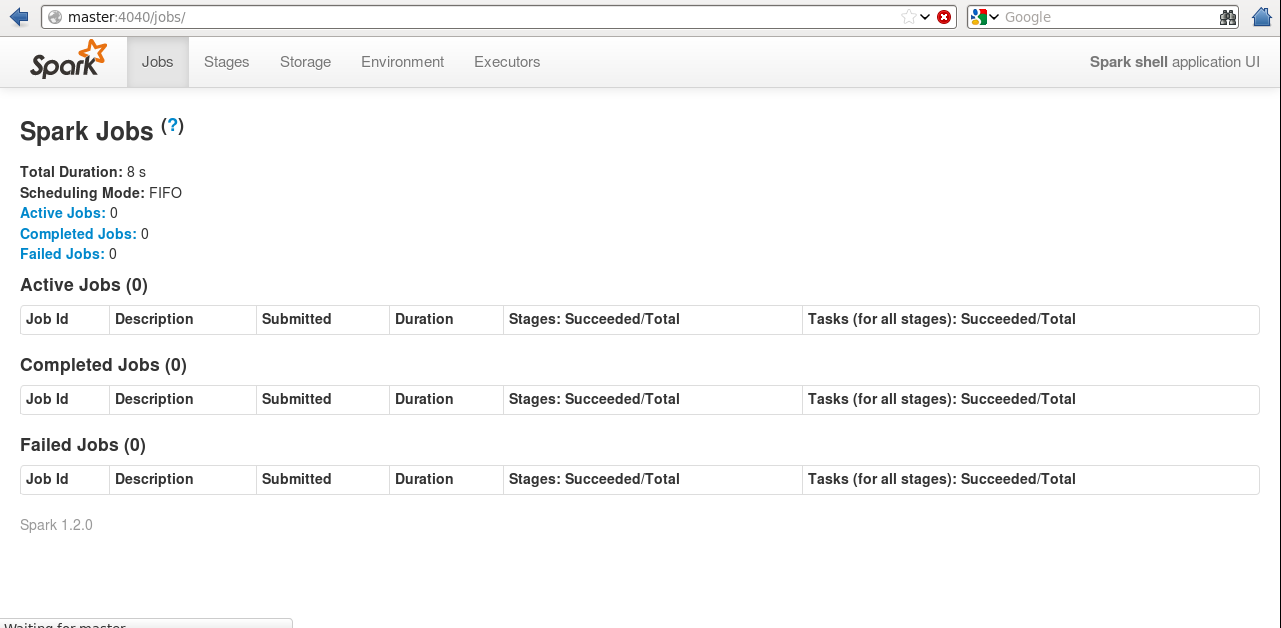 master:4040/jobs/
Google
Spark
Jobs Stages Storage Environment Executors
Spark shell application UI
Spark Jobs (?)
Total Duration: 8 s
Scheduling Mode: FIFO
Active Jobs: 0
Completed Jobs: 0
Failed Jobs: 0
Active Jobs (0)
Job Id Description Submitted Duration Stages: Succeeded/Total Tasks (for all stages): Succeeded/Total
Completed Jobs (0)
Job Id Description Submitted Duration Stages: Succeeded/Total Tasks (for all stages): Succeeded/Total
Failed Jobs (0)
Job Id Description Submitted Duration Stages: Succeeded/Total Tasks (for all stages): Succeeded/Total
Spark 1.2.0
Waiting for master